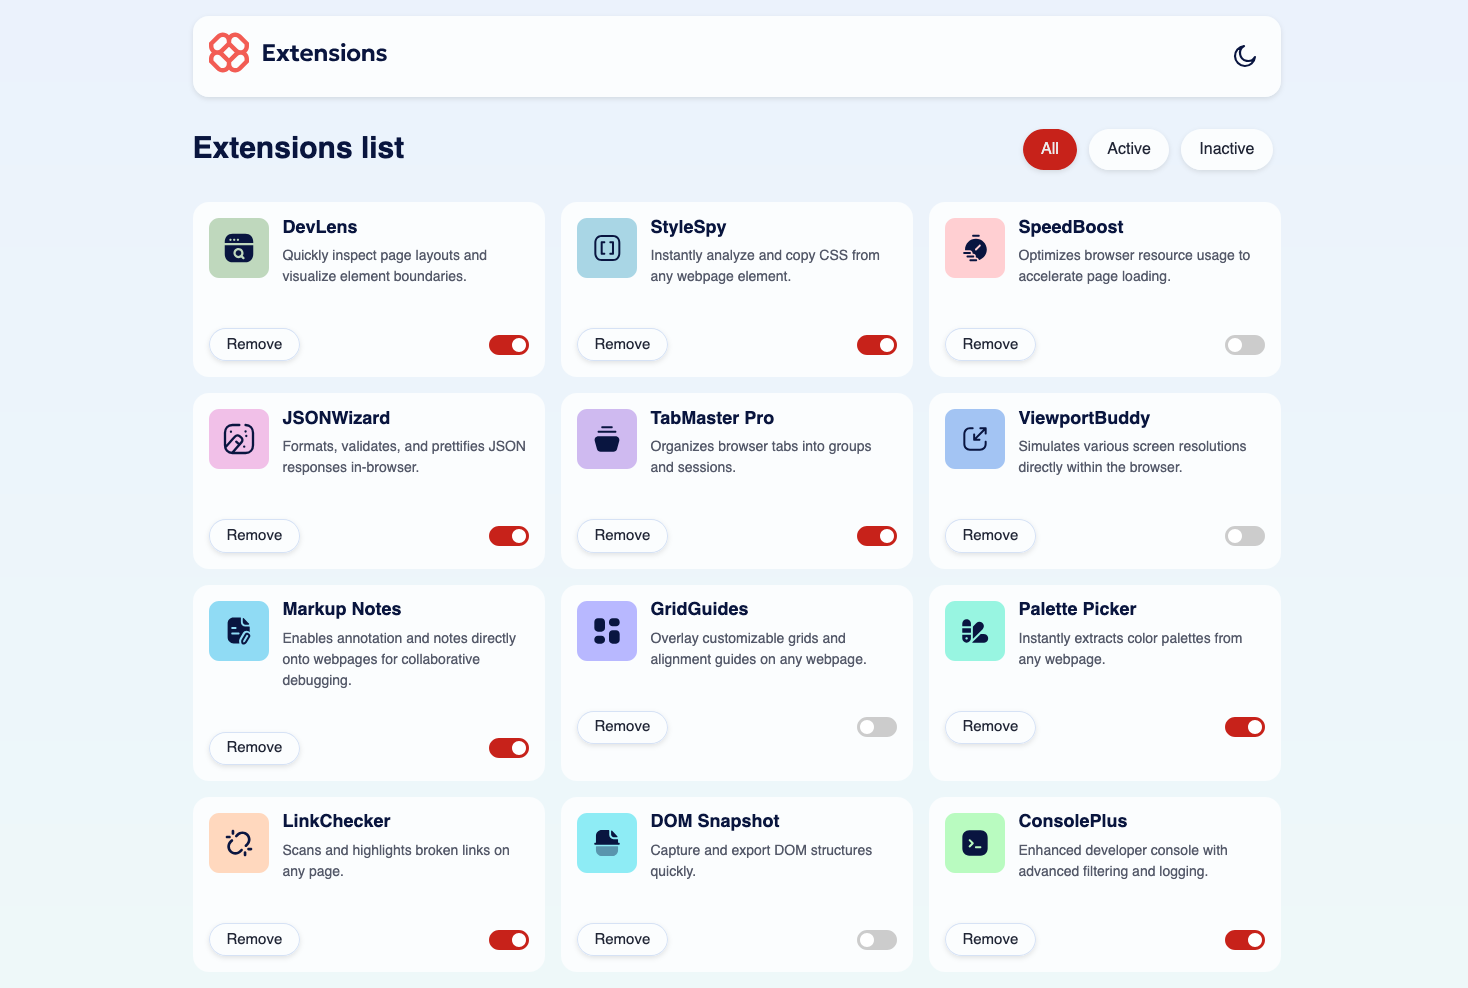 Extensions
Extensions list
All
Active
Inactive
DevLens
Quickly inspect page layouts and
visualize element boundaries.
Remove
StyleSpy
Instantly analyze and copy CSS from
any webpage element.
Remove
SpeedBoost
Optimizes browser resource usage to
accelerate page loading.
Remove
JSONWizard
Formats, validates, and prettifies JSON
responses in-browser.
Remove
TabMaster Pro
Organizes browser tabs into groups
and sessions.
Remove
ViewportBuddy
Simulates various screen resolutions
directly within the browser.
Remove
Markup Notes
Enables annotation and notes directly
onto webpages for collaborative
debugging.
Remove
GridGuides
Overlay customizable grids and
alignment guides on any webpage.
Remove
Palette Picker
Instantly extracts color palettes from
any webpage.
Remove
LinkChecker
Scans and highlights broken links on
any page.
Remove
DOM Snapshot
Capture and export DOM structures
quickly.
Remove
ConsolePlus
Enhanced developer console with
advanced filtering and logging.
Remove